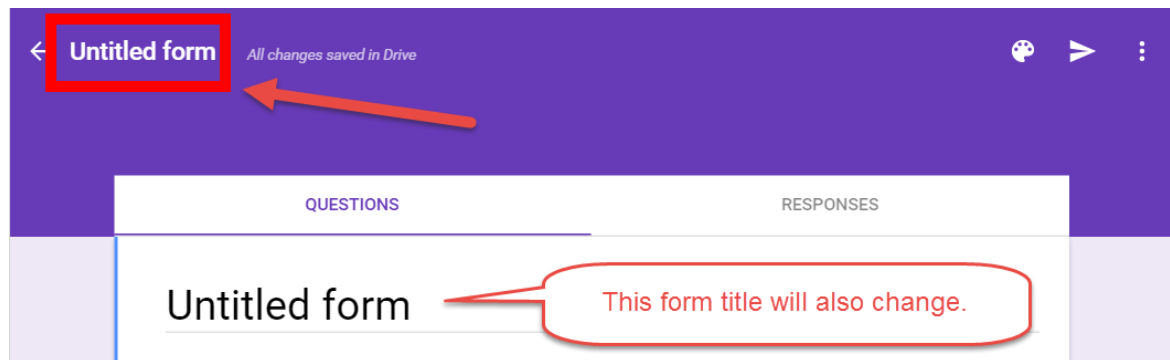 Untitled form All changes saved in Drive
QUESTIONS RESPONSES
Untitled form This form title will also change.